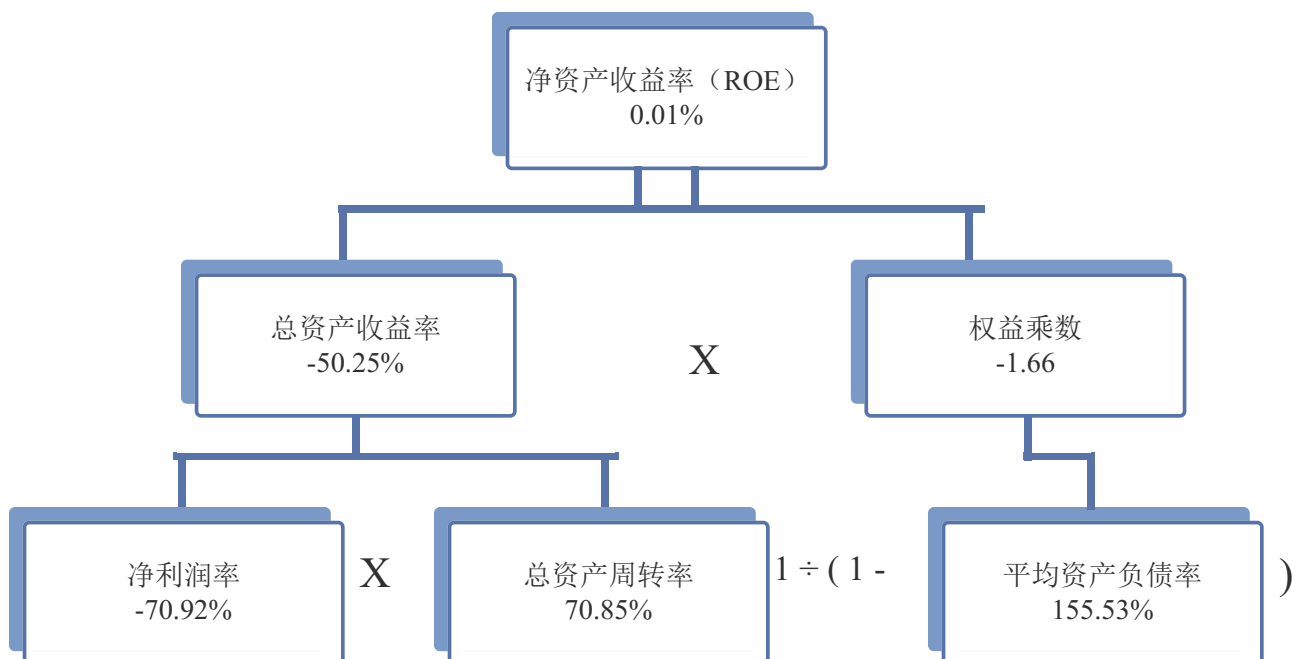 净资产收益率（ROE）
0.01%
总资产收益率
-50.25%
X
权益乘数
-1.66
净利润率
-70.92%
X
总资产周转率
70.85%
1 ÷ ( 1 -
平均资产负债率
155.53%
)